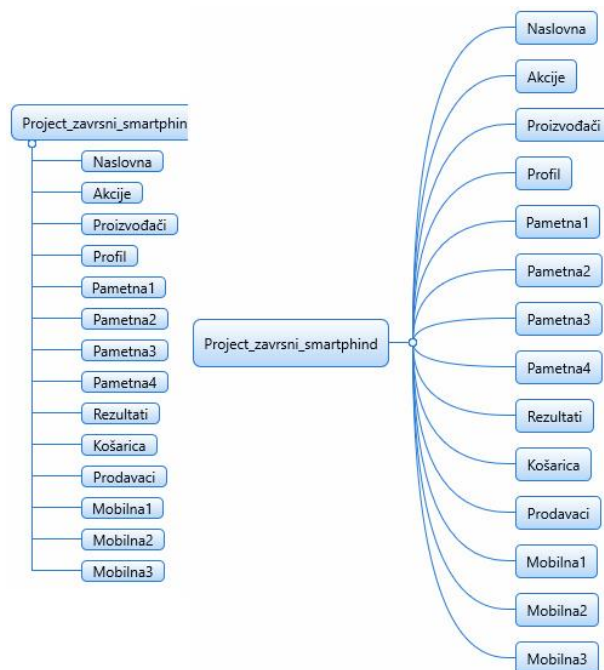 Project_zavrsni_smartphin
Naslovna
Akcije
Proizvođači
Profil
Pametna1
Pametna2
Pametna3
Pametna4
Rezultati
Košarica
Prodavaci
Mobilna1
Mobilna2
Mobilna3
Project_zavrsni_smartphind
Naslovna
Akcije
Proizvođači
Profil
Pametna1
Pametna2
Pametna3
Pametna4
Rezultati
Košarica
Prodavaci
Mobilna1
Mobilna2
Mobilna3